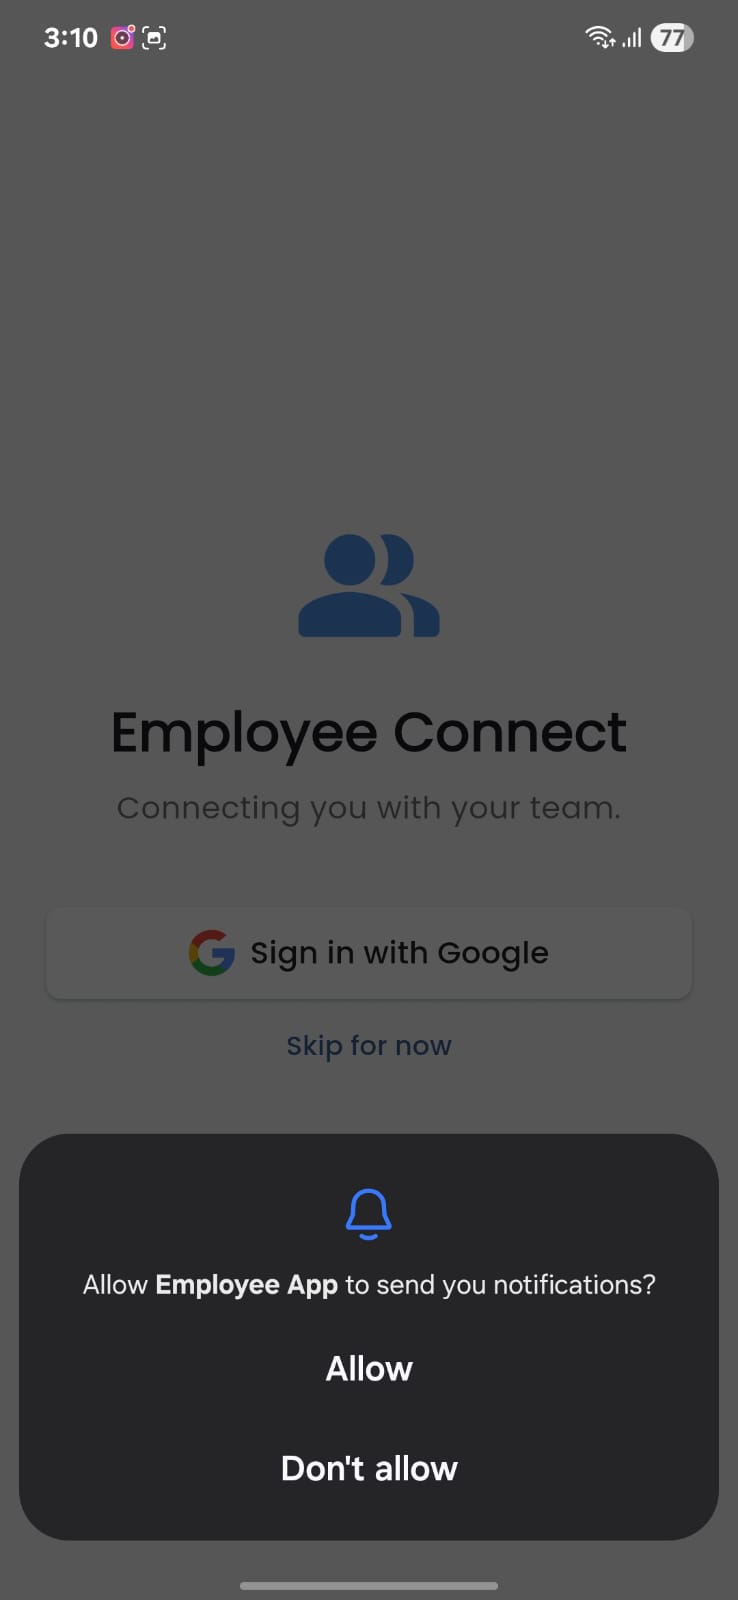 3:10
77
Employee Connect
Connecting you with your team.
Sign in with Google
Skip for now
Allow Employee App to send you notifications?
Allow
Don't allow